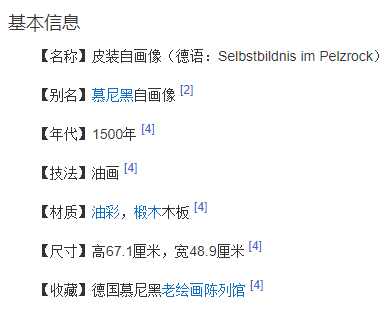 基本信息
【名称】皮装自画像（德语：Selbstbildnis im Pelzrock）
【别名】慕尼黑自画像 [2]
【年代】1500年 [4]
【技法】油画 [4]
【材质】油彩，椴木木板 [4]
【尺寸】高67.1厘米，宽48.9厘米 [4]
【收藏】德国慕尼黑老绘画陈列馆 [4]